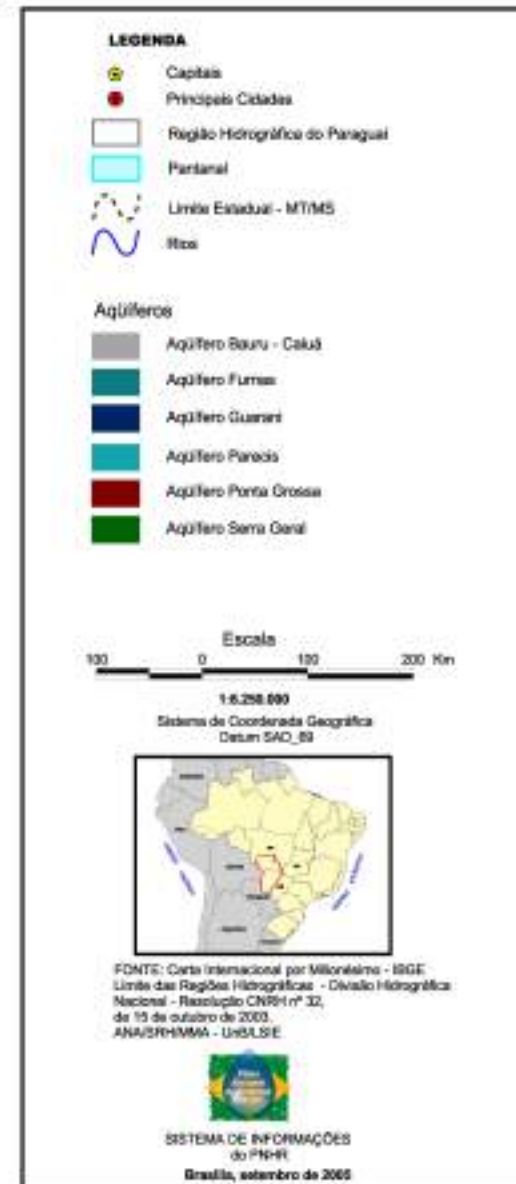 LEGENDA
Capitais
Principais Cidades
Região Hidrográfica do Paraguai
Pantanal
Limite Estadual - MT/MS
Rios
Aqüíferos
Aqüífero Bauru - Caiuá
Aqüífero Furnas
Aqüífero Guarani
Aqüífero Parecis
Aqüífero Ponta Grossa
Aqüífero Serra Geral
Escala
100 0 100 200 Km
1:6.250.000
Sistema de Coordenada Geográfica
Datum SAD_69
FONTE: Carta Internacional por Milionésimo - IBGE
Limite das Regiões Hidrográficas - Divisão Hidrográfica
Nacional - Resolução CNRH nº 32,
de 15 de outubro de 2003.
ANA/SRH/MMA - UnB/LSIE
SISTEMA DE INFORMAÇÕES
do PNHR
Brasília, setembro de 2005